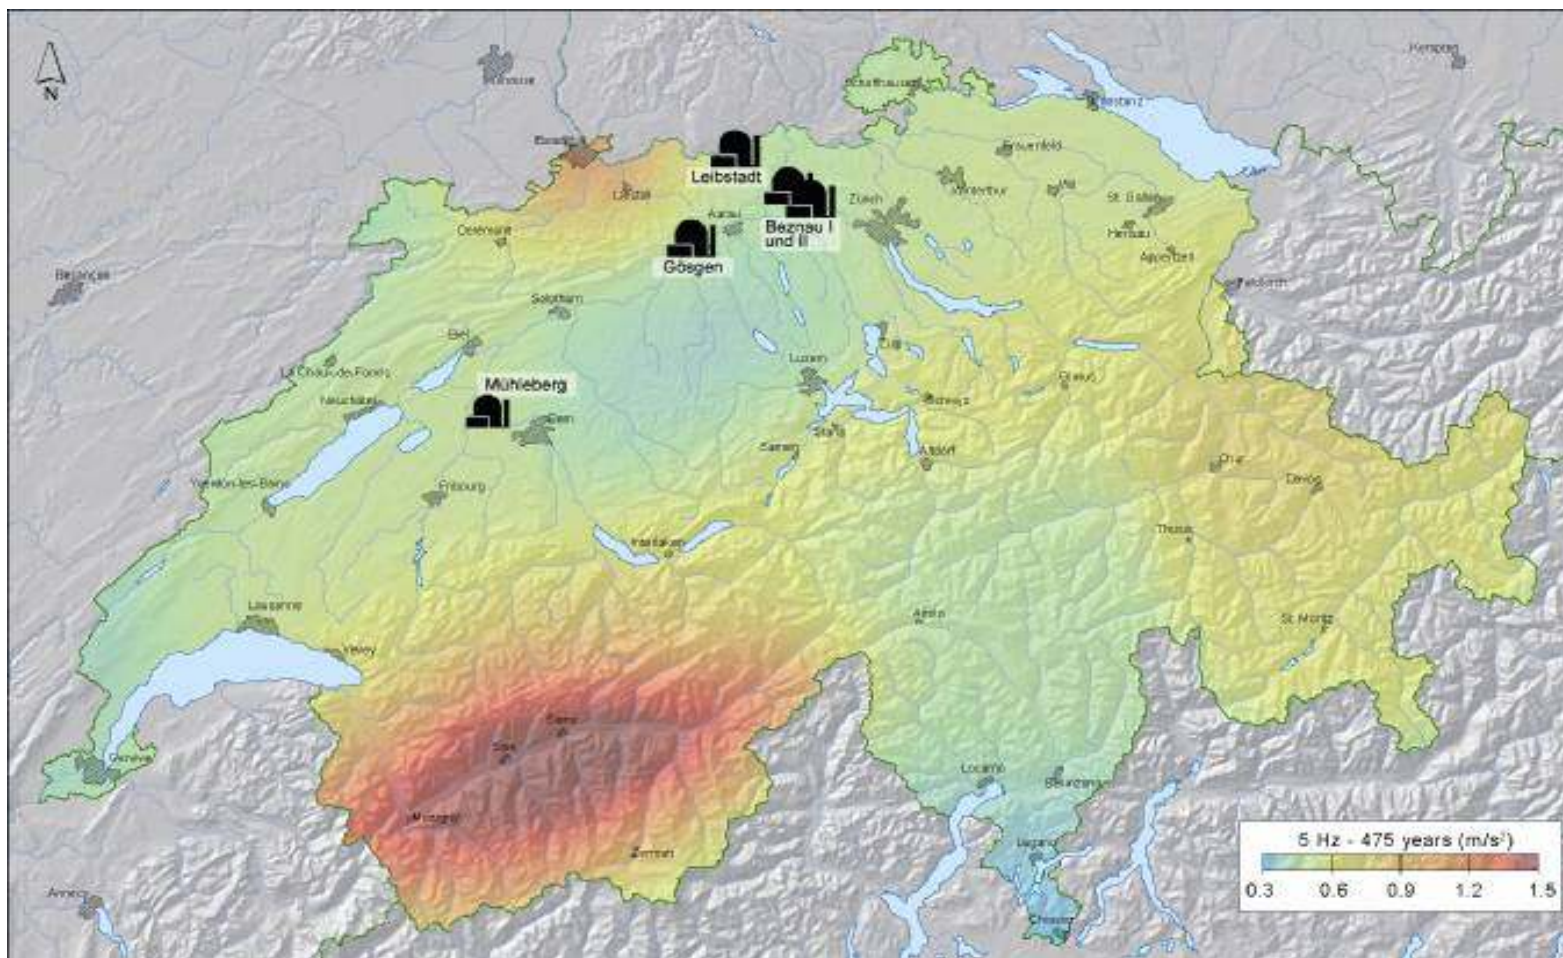 N
Schaffhausen
Konstanz
Kempten
Basel
Liestal
Leibstadt
Frauenfeld
Winterthur
Wil
St. Gallen
Herisau
Appenzell
Feldkirch
Zürich
Aarau
Beznau I
und II
Gösgen
Delémont
Besançon
Solothurn
Biel
La Chaux-de-Fonds
Neuchâtel
Mühleberg
Bern
Luzern
Zug
Glarus
Schwyz
Stans
Sarnen
Altdorf
Chur
Davos
Yverdon-les-Bains
Fribourg
Interlaken
Thusis
Lausanne
Vevey
Airolo
St. Moritz
Sierre
Sion
Geneva
Martigny
Zermatt
Locarno
Bellinzona
Lugano
Chiasso
Annecy
5 Hz - 475 years (m/s²)
0.3 0.6 0.9 1.2 1.5